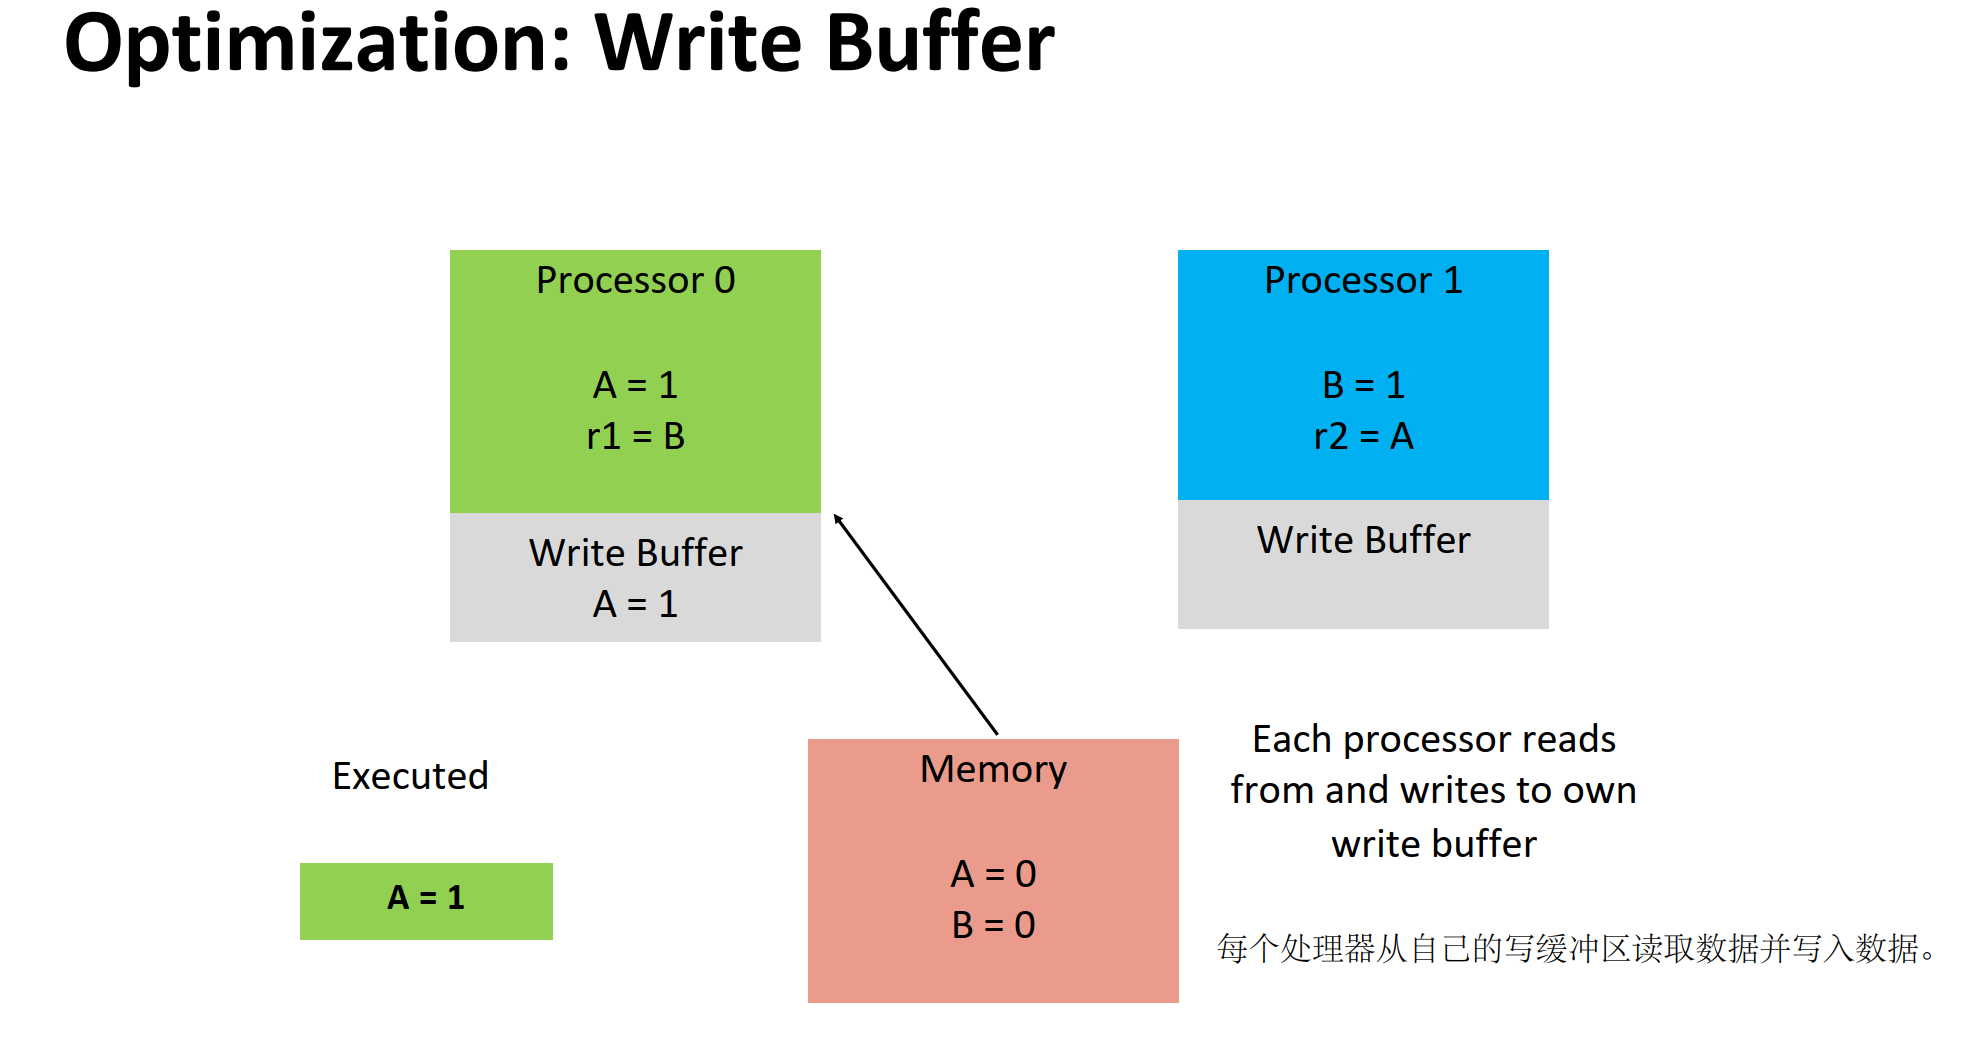 Optimization: Write Buffer
Processor 0
A = 1
r1 = B
Write Buffer
A = 1
Processor 1
B = 1
r2 = A
Write Buffer
Executed
A = 1
Memory
A = 0
B = 0
Each processor reads
from and writes to own
write buffer
每个处理器从自己的写缓冲区读取数据并写入数据。